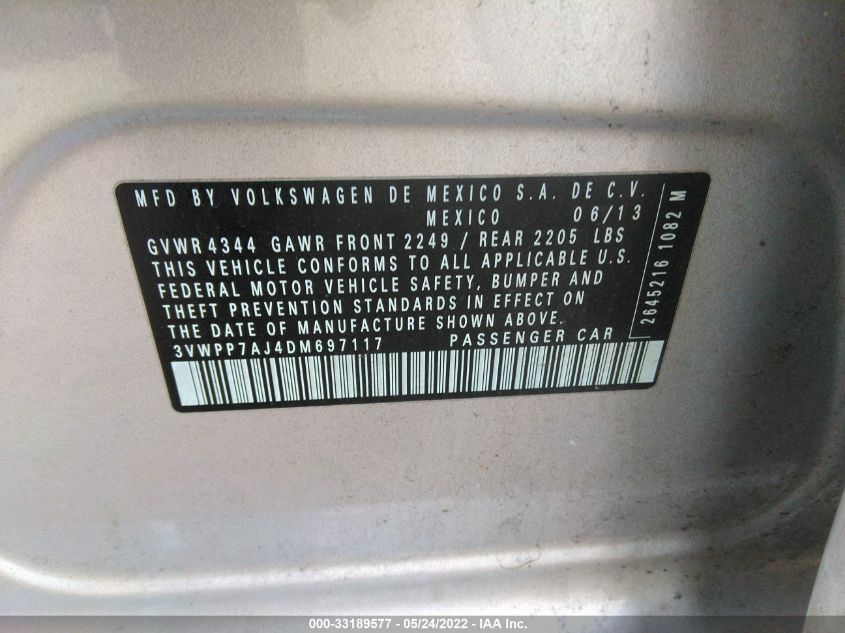 MFD BY VOLKSWAGEN DE MEXICO S.A. DE C.V.
MEXICO 06/13
GVWR 4344 GAWR FRONT 2249 / REAR 2205 LBS
THIS VEHICLE CONFORMS TO ALL APPLICABLE U.S.
FEDERAL MOTOR VEHICLE SAFETY, BUMPER AND
THEFT PREVENTION STANDARDS IN EFFECT ON
THE DATE OF MANUFACTURE SHOWN ABOVE.
3VWPP7AJ4DM697117 PASSENGER CAR
2645216 1082 M
000-33189577 - 05/24/2022 - IAA Inc.